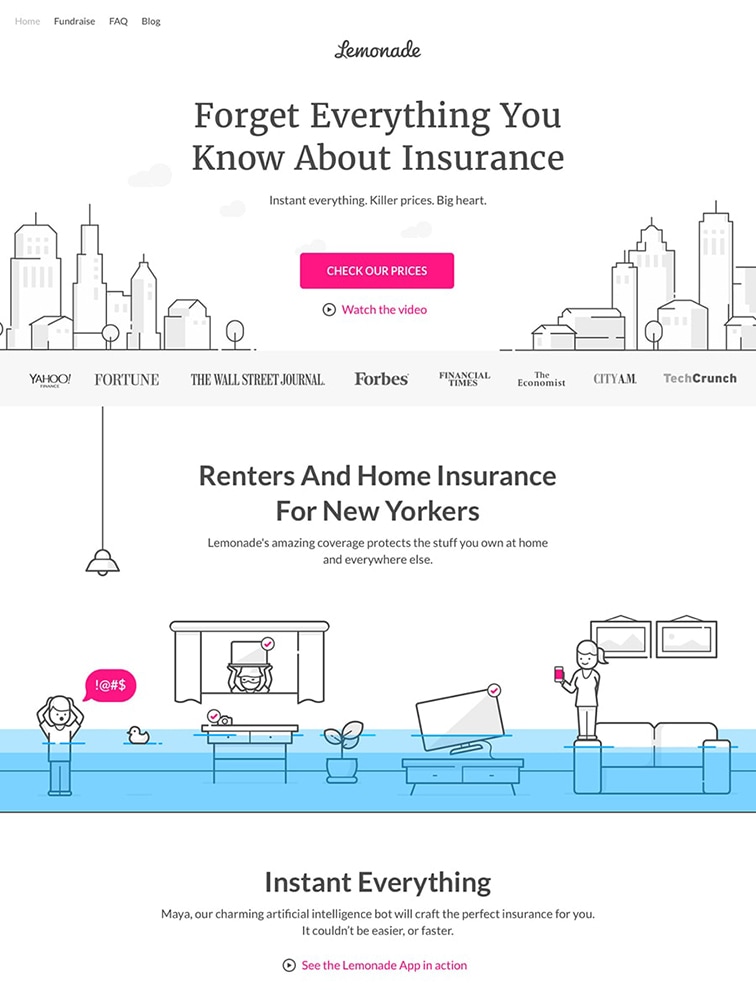 Home Fundraise FAQ Blog
Lemonade
Forget Everything You
Know About Insurance
Instant everything. Killer prices. Big heart.
CHECK OUR PRICES
Watch the video
YAHOO! FINANCE
FORTUNE
THE WALL STREET JOURNAL.
Forbes
FINANCIAL TIMES
The Economist
CITY A.M.
TechCrunch
Renters And Home Insurance
For New Yorkers
Lemonade's amazing coverage protects the stuff you own at home
and everywhere else.
!@#$
Instant Everything
Maya, our charming artificial intelligence bot will craft the perfect insurance for you.
It couldn't be easier, or faster.
See the Lemonade App in action